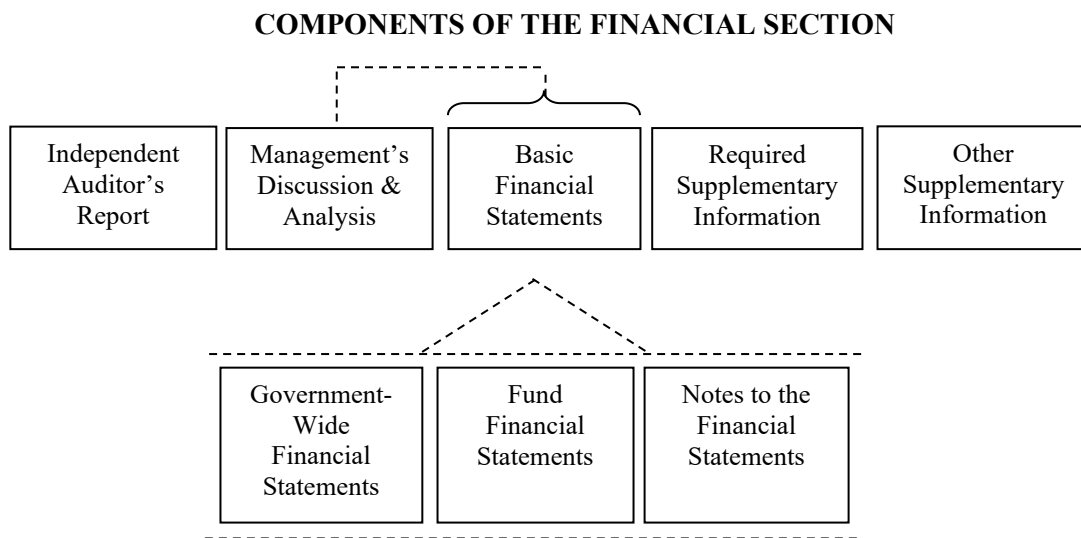 COMPONENTS OF THE FINANCIAL SECTION
Independent
Auditor’s
Report
Management’s
Discussion &
Analysis
Basic
Financial
Statements
Required
Supplementary
Information
Other
Supplementary
Information
Government-
Wide
Financial
Statements
Fund
Financial
Statements
Notes to the
Financial
Statements